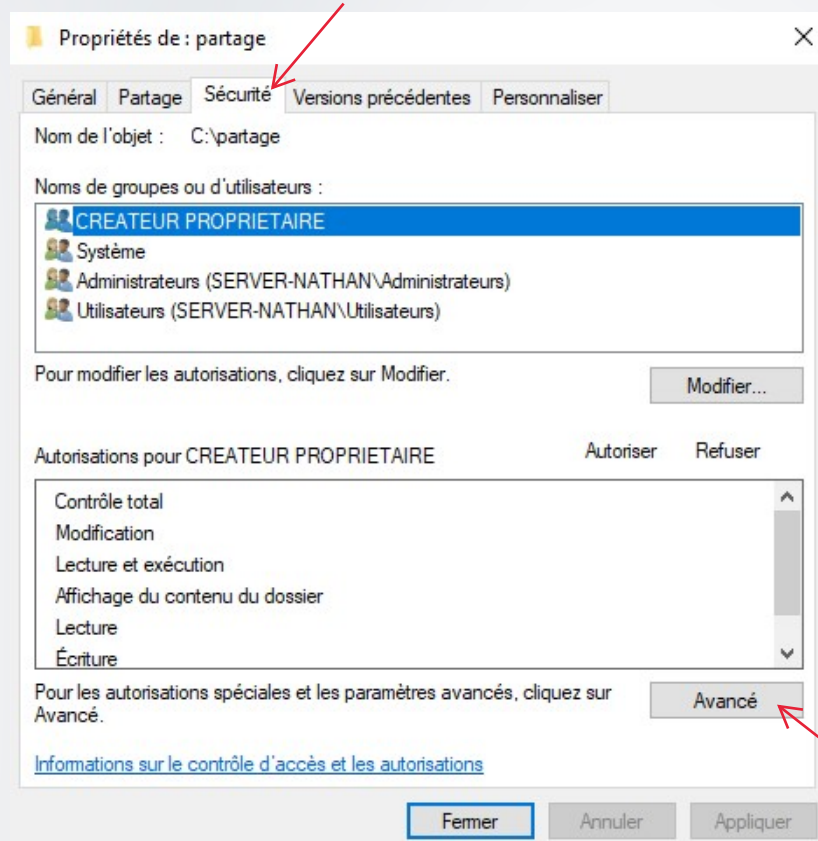 Propriétés de : partage
Général Partage Sécurité Versions précédentes Personnaliser
Nom de l'objet : C:\partage
Noms de groupes ou d'utilisateurs :
CREATEUR PROPRIETAIRE
Système
Administrateurs (SERVER-NATHAN\Administrateurs)
Utilisateurs (SERVER-NATHAN\Utilisateurs)
Pour modifier les autorisations, cliquez sur Modifier.
Modifier...
Autorisations pour CREATEUR PROPRIETAIRE Autoriser Refuser
Contrôle total
Modification
Lecture et exécution
Affichage du contenu du dossier
Lecture
Écriture
Pour les autorisations spéciales et les paramètres avancés, cliquez sur
Avancé.
Avancé
Informations sur le contrôle d'accès et les autorisations
Fermer Annuler Appliquer